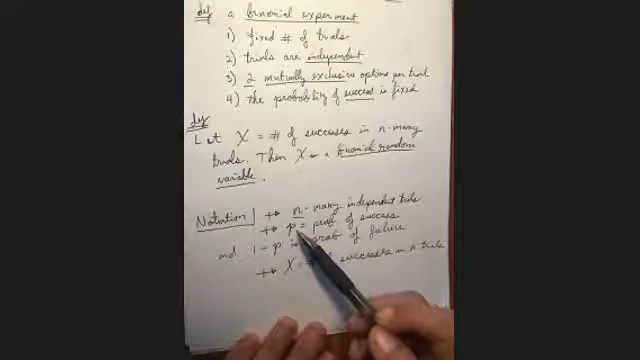 def a binomial experiment
1) fixed # of trials
2) trials are independent
3) 2 mutually exclusive options per trial
4) the probability of success is fixed
def
Let X = # of successes in n-many
trials. Then X is a binomial random
variable.
Notation n-many independent trials
p = prob of success
and 1-p is prob of failure
X = # successes in n trials